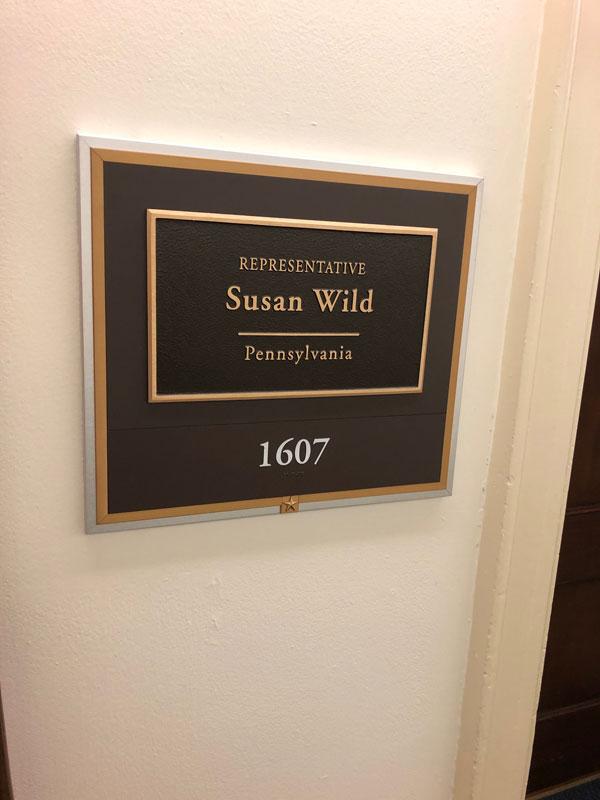 REPRESENTATIVE
Susan Wild
Pennsylvania
1607